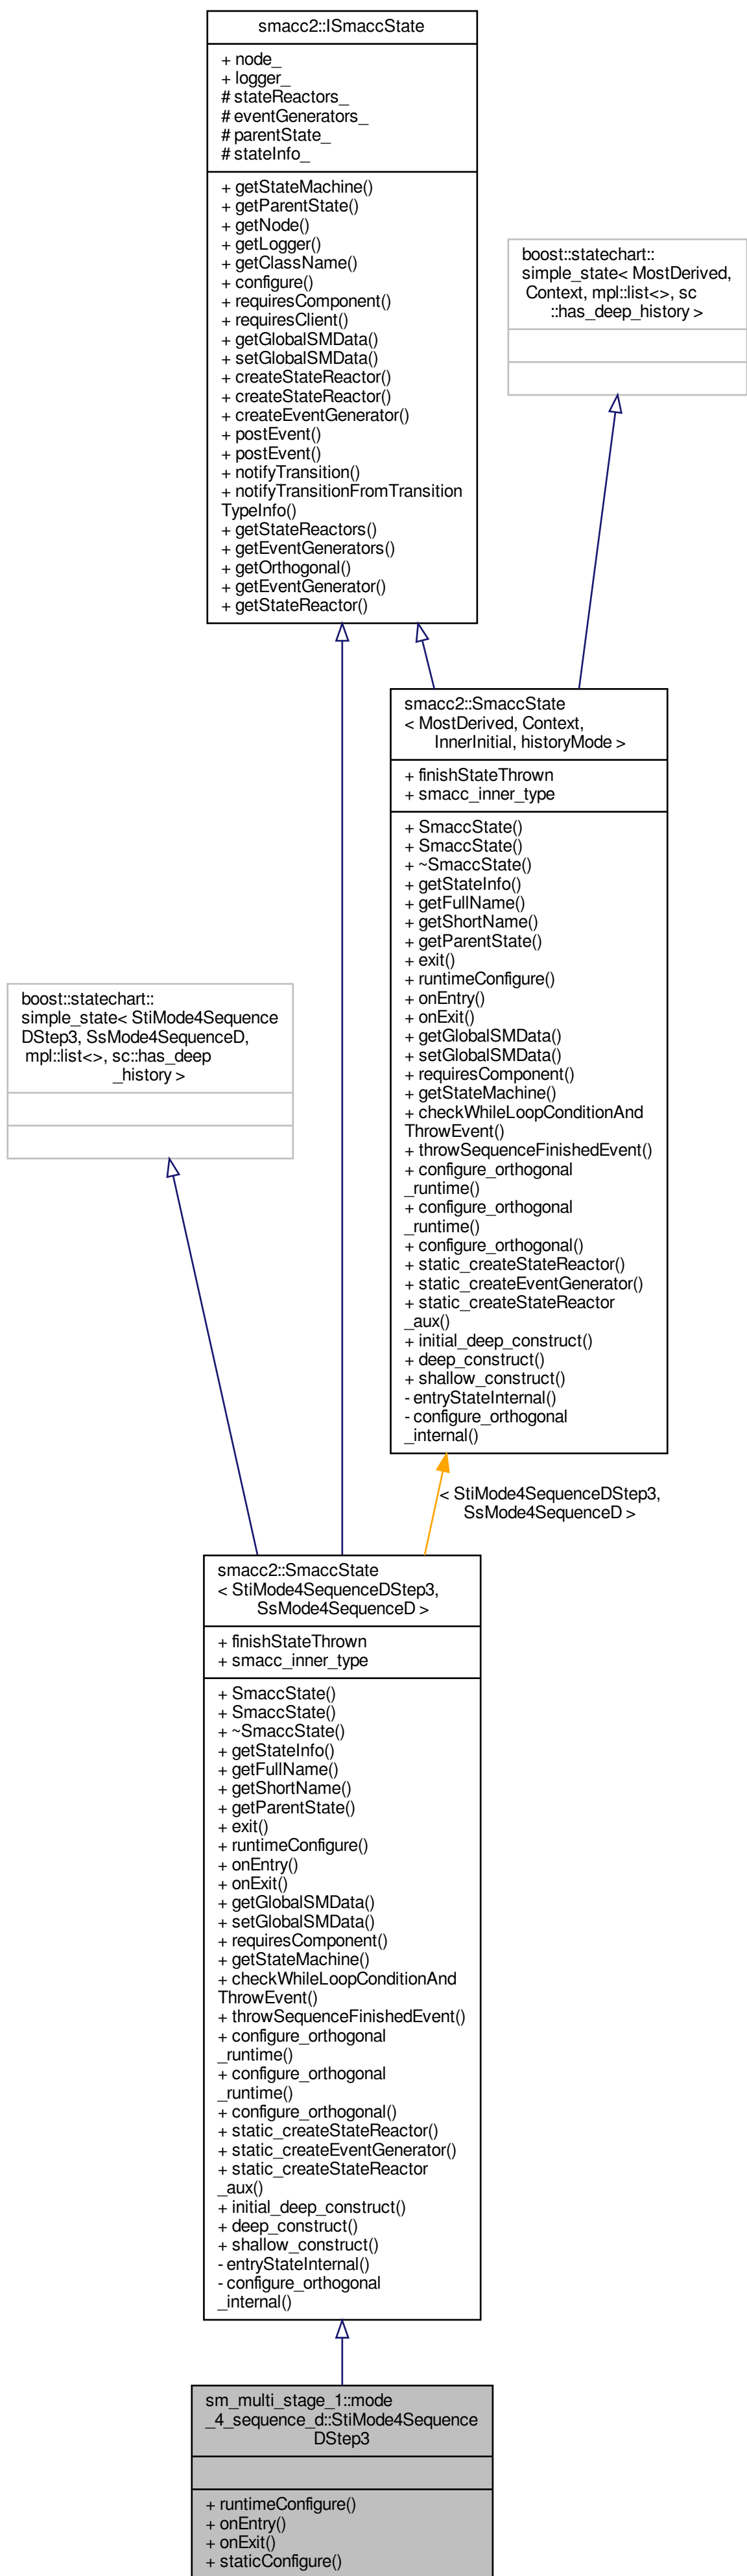 smacc2::ISmaccState
+ node_
+ logger_
# stateReactors_
# eventGenerators_
# parentState_
# stateInfo_
+ getStateMachine()
+ getParentState()
+ getNode()
+ getLogger()
+ getClassName()
+ configure()
+ requiresComponent()
+ requiresClient()
+ getGlobalSMData()
+ setGlobalSMData()
+ createStateReactor()
+ createStateReactor()
+ createEventGenerator()
+ postEvent()
+ postEvent()
+ notifyTransition()
+ notifyTransitionFromTransition
TypeInfo()
+ getStateReactors()
+ getEventGenerators()
+ getOrthogonal()
+ getEventGenerator()
+ getStateReactor()
boost::statechart::
simple_state< MostDerived,
Context, mpl::list<>, sc
::has_deep_history >
smacc2::SmaccState
< MostDerived, Context,
InnerInitial, historyMode >
+ finishStateThrown
+ smacc_inner_type
+ SmaccState()
+ SmaccState()
+ ~SmaccState()
+ getStateInfo()
+ getFullName()
+ getShortName()
+ getParentState()
+ exit()
+ runtimeConfigure()
+ onEntry()
+ onExit()
+ getGlobalSMData()
+ setGlobalSMData()
+ requiresComponent()
+ getStateMachine()
+ checkWhileLoopConditionAnd
ThrowEvent()
+ throwSequenceFinishedEvent()
+ configure_orthogonal
_runtime()
+ configure_orthogonal
_runtime()
+ configure_orthogonal()
+ static_createStateReactor()
+ static_createEventGenerator()
+ static_createStateReactor
_aux()
+ initial_deep_construct()
+ deep_construct()
+ shallow_construct()
- entryStateInternal()
- configure_orthogonal
_internal()
boost::statechart::
simple_state< StiMode4Sequence
DStep3, SsMode4SequenceD,
mpl::list<>, sc::has_deep
_history >
< StiMode4SequenceDStep3,
SsMode4SequenceD >
smacc2::SmaccState
< StiMode4SequenceDStep3,
SsMode4SequenceD >
+ finishStateThrown
+ smacc_inner_type
+ SmaccState()
+ SmaccState()
+ ~SmaccState()
+ getStateInfo()
+ getFullName()
+ getShortName()
+ getParentState()
+ exit()
+ runtimeConfigure()
+ onEntry()
+ onExit()
+ getGlobalSMData()
+ setGlobalSMData()
+ requiresComponent()
+ getStateMachine()
+ checkWhileLoopConditionAnd
ThrowEvent()
+ throwSequenceFinishedEvent()
+ configure_orthogonal
_runtime()
+ configure_orthogonal
_runtime()
+ configure_orthogonal()
+ static_createStateReactor()
+ static_createEventGenerator()
+ static_createStateReactor
_aux()
+ initial_deep_construct()
+ deep_construct()
+ shallow_construct()
- entryStateInternal()
- configure_orthogonal
_internal()
sm_multi_stage_1::mode
_4_sequence_d::StiMode4Sequence
DStep3
+ runtimeConfigure()
+ onEntry()
+ onExit()
+ staticConfigure()